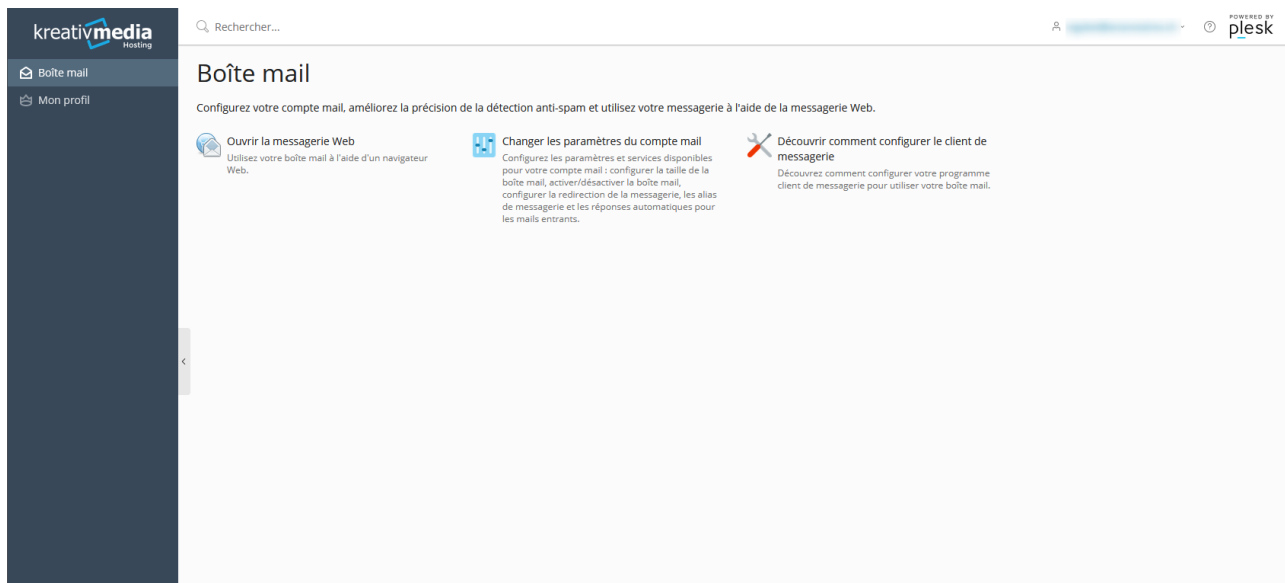 kreativmedia
Hosting
Rechercher...
POWERED BY
plesk
Boîte mail
Mon profil
Boîte mail
Configurez votre compte mail, améliorez la précision de la détection anti-spam et utilisez votre messagerie à l'aide de la messagerie Web.
Ouvrir la messagerie Web
Utilisez votre boîte mail à l'aide d'un navigateur
Web.
Changer les paramètres du compte mail
Configurez les paramètres et services disponibles
pour votre compte mail : configurer la taille de la
boîte mail, activer/désactiver la boîte mail,
configurer la redirection de la messagerie, les alias
de messagerie et les réponses automatiques pour
les mails entrants.
Découvrir comment configurer le client de
messagerie
Découvrez comment configurer votre programme
client de messagerie pour utiliser votre boîte mail.